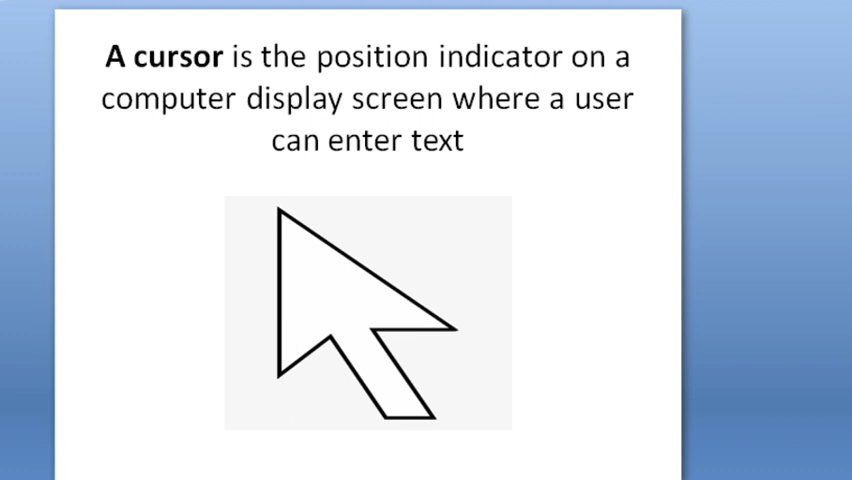 A cursor is the position indicator on a
computer display screen where a user
can enter text